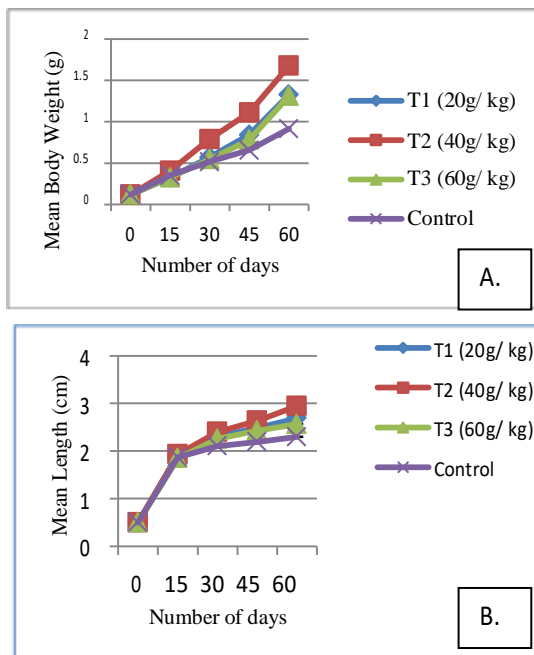 Mean Body Weight (g)
2
1.5
1
0.5
0
0 15 30 45 60
Number of days
T1 (20g/ kg)
T2 (40g/ kg)
T3 (60g/ kg)
Control
A.
Mean Length (cm)
4
3
2
1
0
0 15 30 45 60
Number of days
T1 (20g/ kg)
T2 (40g/ kg)
T3 (60g/ kg)
Control
B.